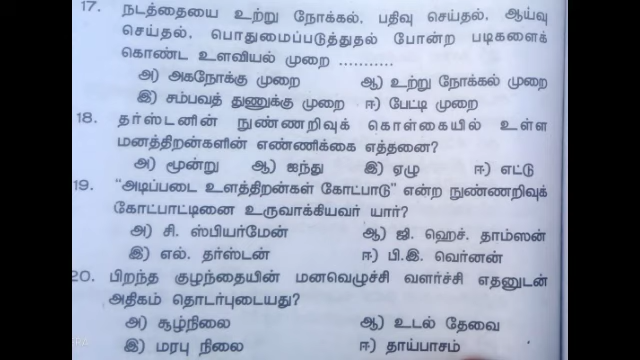 17. நடத்தையை உற்று நோக்கல், பதிவு செய்தல், ஆய்வு
செய்தல், பொதுமைப்படுத்துதல் போன்ற படிகளைக்
கொண்ட உளவியல் முறை ...........
அ) அகநோக்கு முறை ஆ) உற்று நோக்கல் முறை
இ) சம்பவத் துணுக்கு முறை ஈ) பேட்டி முறை
18. தர்ஸ்டனின் நுண்ணறிவுக் கொள்கையில் உள்ள
மனத்திறன்களின் எண்ணிக்கை எத்தனை?
அ) மூன்று ஆ) ஐந்து இ) ஏழு ஈ) எட்டு
19. "அடிப்படை உளத்திறன்கள் கோட்பாடு" என்ற நுண்ணறிவுக்
கோட்பாட்டினை உருவாக்கியவர் யார்?
அ) சி. ஸ்பியர்மேன் ஆ) ஜி. ஹெச். தாம்ஸன்
இ) எல். தர்ஸ்டன் ஈ) பி.இ. வெர்னன்
20. பிறந்த குழந்தையின் மனவெழுச்சி வளர்ச்சி எதனுடன்
அதிகம் தொடர்புடையது?
அ) சூழ்நிலை ஆ) உடல் தேவை
இ) மரபு நிலை ஈ) தாய்பாசம்